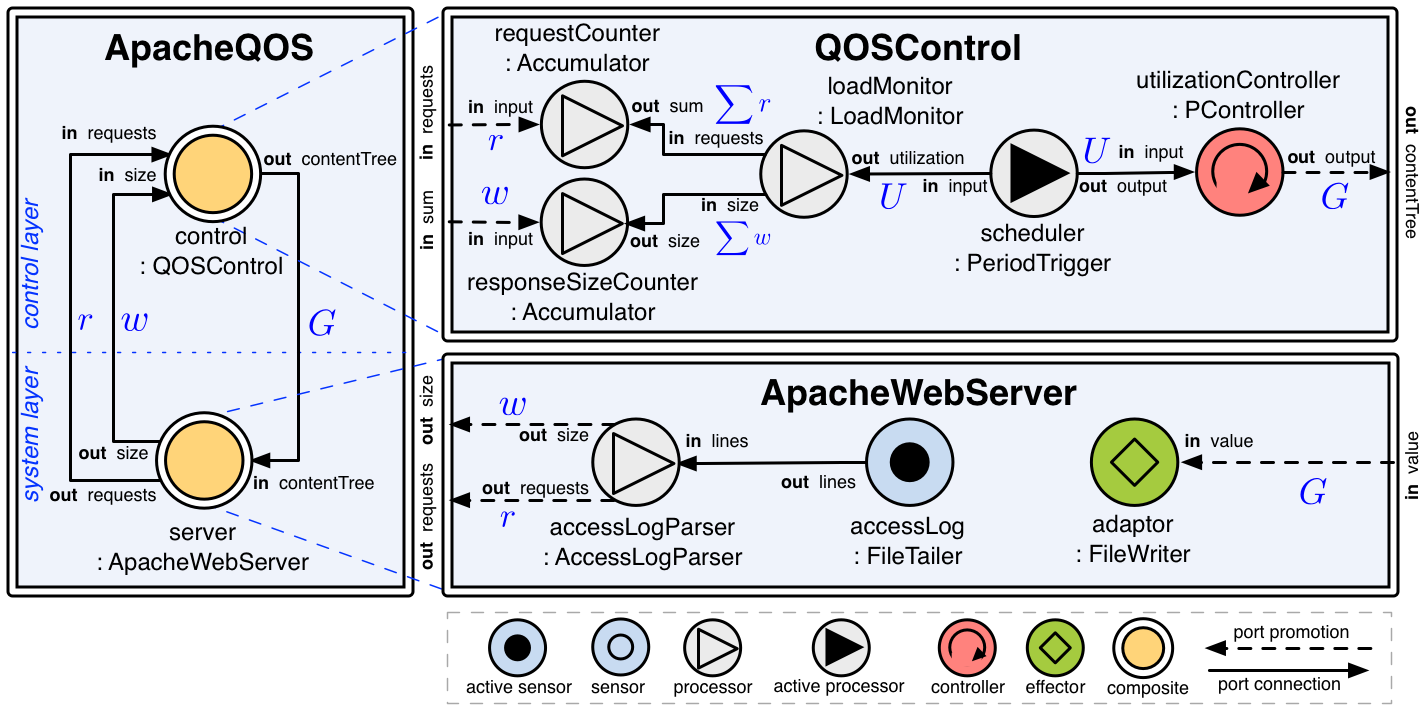 ApacheQOS
in requests
in size
out contentTree
control
: QOSControl
control layer
r
w
G
system layer
out size
out requests
in contentTree
server
: ApacheWebServer
QOSControl
in requests
in sum
requestCounter
: Accumulator
in input
r
out sum
∑ r
in requests
loadMonitor
: LoadMonitor
w
in input
in size
out size
∑ w
responseSizeCounter
: Accumulator
out utilization
U
in input
scheduler
: PeriodTrigger
utilizationController
: PController
U
in input
out output
out output
G
out contentTree
ApacheWebServer
out size
out requests
w
out size
out requests
r
in lines
out lines
accessLogParser
: AccessLogParser
accessLog
: FileTailer
adaptor
: FileWriter
in value
G
in value
active sensor
sensor
processor
active processor
controller
effector
composite
port promotion
port connection